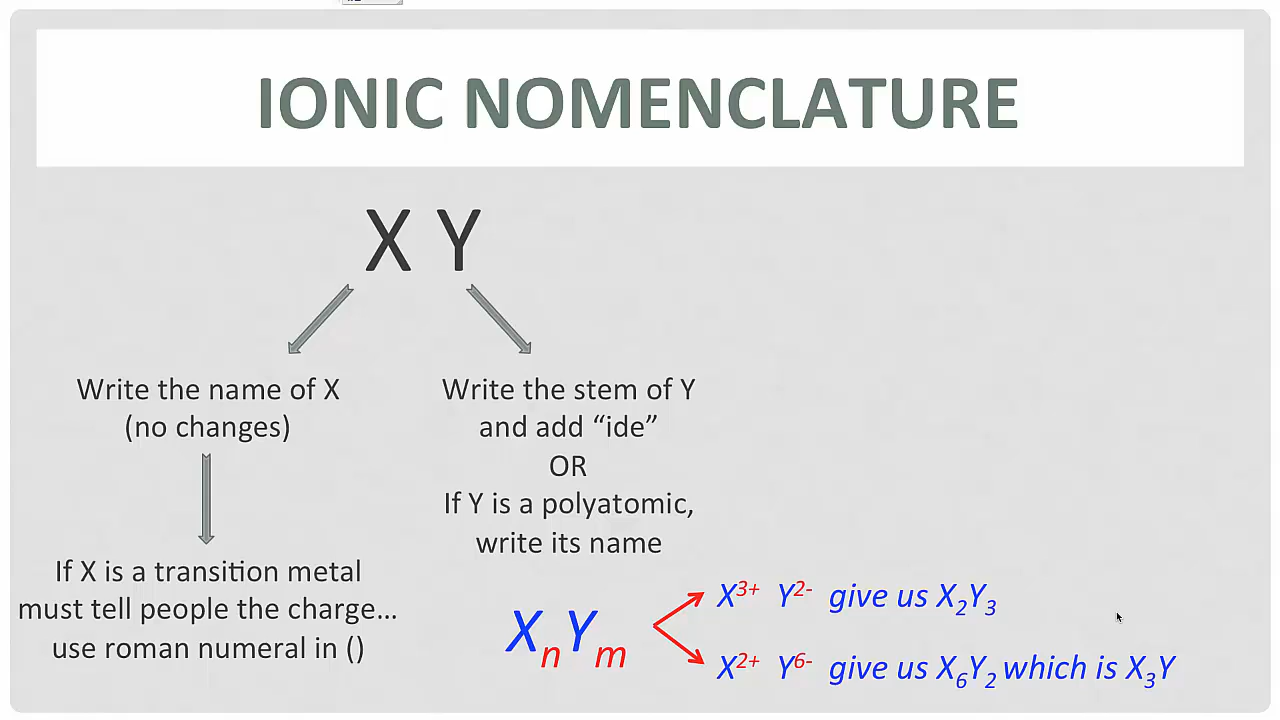 IONIC NOMENCLATURE
X Y
Write the name of X
(no changes)
If X is a transition metal
must tell people the charge...
use roman numeral in ()
Write the stem of Y
and add “ide”
OR
If Y is a polyatomic,
write its name
XnYm
X3+ Y2- give us X2Y3
X2+ Y6- give us X6Y2 which is X3Y